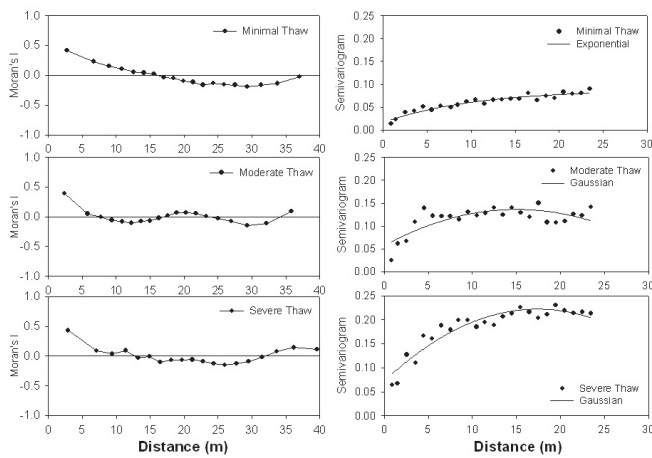 1.0
0.5
0.0
-0.5
-1.0
Moran's I
Minimal Thaw
0 5 10 15 20 25 30 35 40
0.25
0.20
0.15
0.10
0.05
0.00
Semivariogram
Minimal Thaw
Exponential
0 5 10 15 20 25 30
1.0
0.5
0.0
-0.5
-1.0
Moran's I
Moderate Thaw
0 5 10 15 20 25 30 35 40
0.25
0.20
0.15
0.10
0.05
0.00
Semivariogram
Moderate Thaw
Gaussian
0 5 10 15 20 25 30
1.0
0.5
0.0
-0.5
-1.0
Moran's I
Severe Thaw
0 5 10 15 20 25 30 35 40
Distance (m)
0.25
0.20
0.15
0.10
0.05
0.00
Semivariogram
Severe Thaw
Gaussian
0 5 10 15 20 25 30
Distance (m)